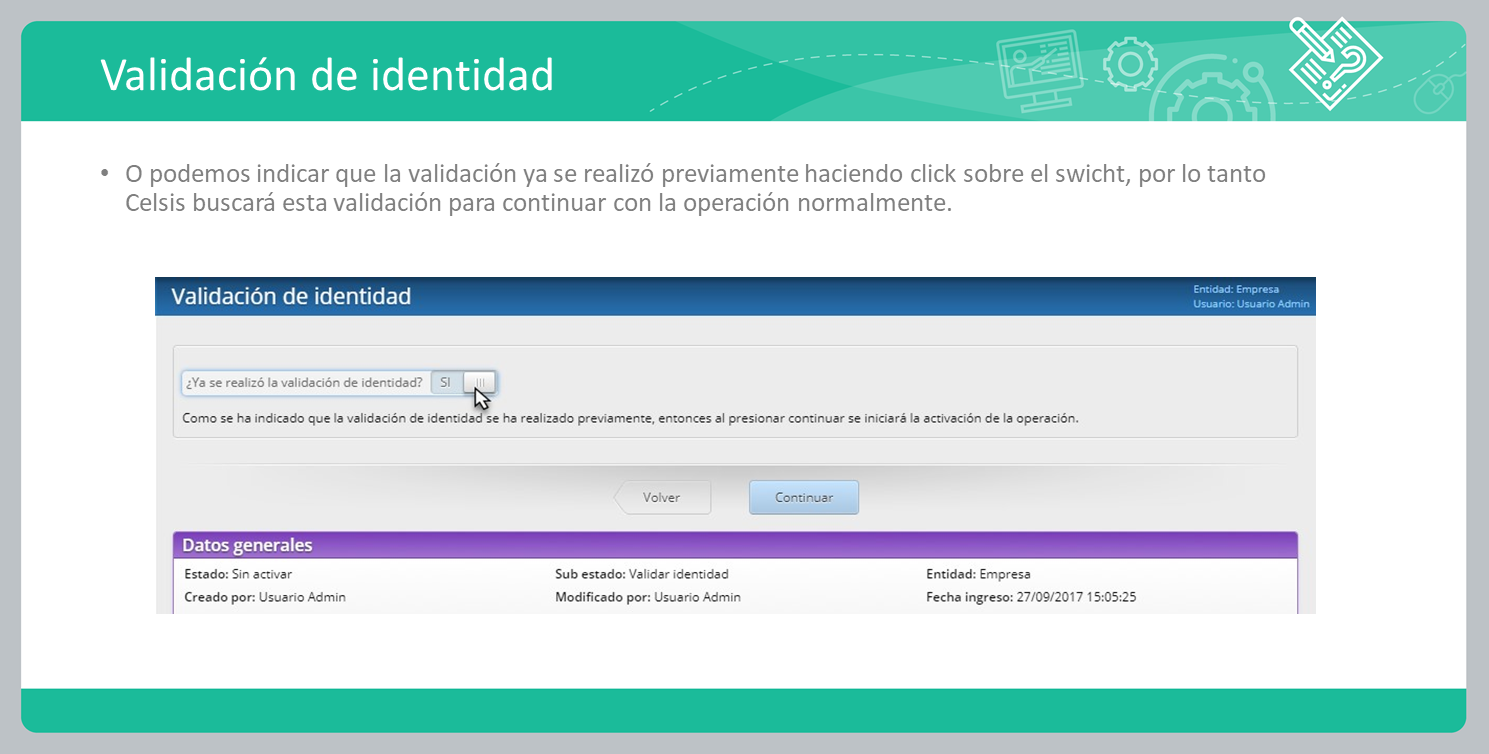 Validación de identidad
• O podemos indicar que la validación ya se realizó previamente haciendo click sobre el swicht, por lo tanto
Celsis buscará esta validación para continuar con la operación normalmente.
Validación de identidad
Entidad: Empresa
Usuario: Usuario Admin
¿Ya se realizó la validación de identidad? SI
Como se ha indicado que la validación de identidad se ha realizado previamente, entonces al presionar continuar se iniciará la activación de la operación.
Volver Continuar
Datos generales
Estado: Sin activar Sub estado: Validar identidad Entidad: Empresa
Creado por: Usuario Admin Modificado por: Usuario Admin Fecha ingreso: 27/09/2017 15:05:25